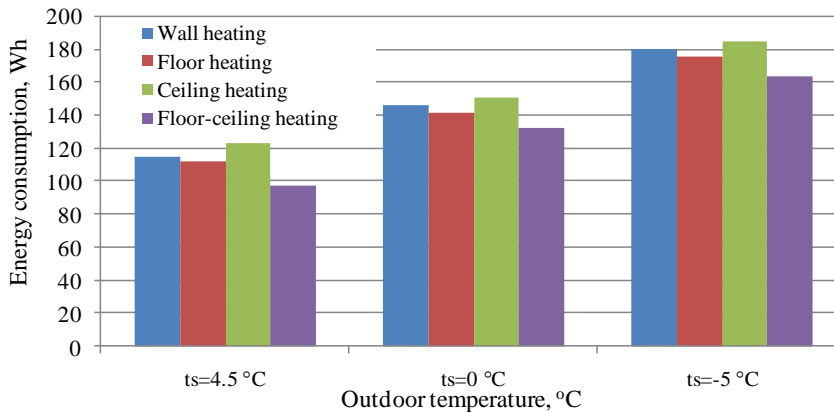 Energy consumption, Wh
200
180
160
140
120
100
80
60
40
20
0
Wall heating
Floor heating
Ceiling heating
Floor-ceiling heating
ts=4.5 °C
ts=0 °C
ts=-5 °C
Outdoor temperature, °C